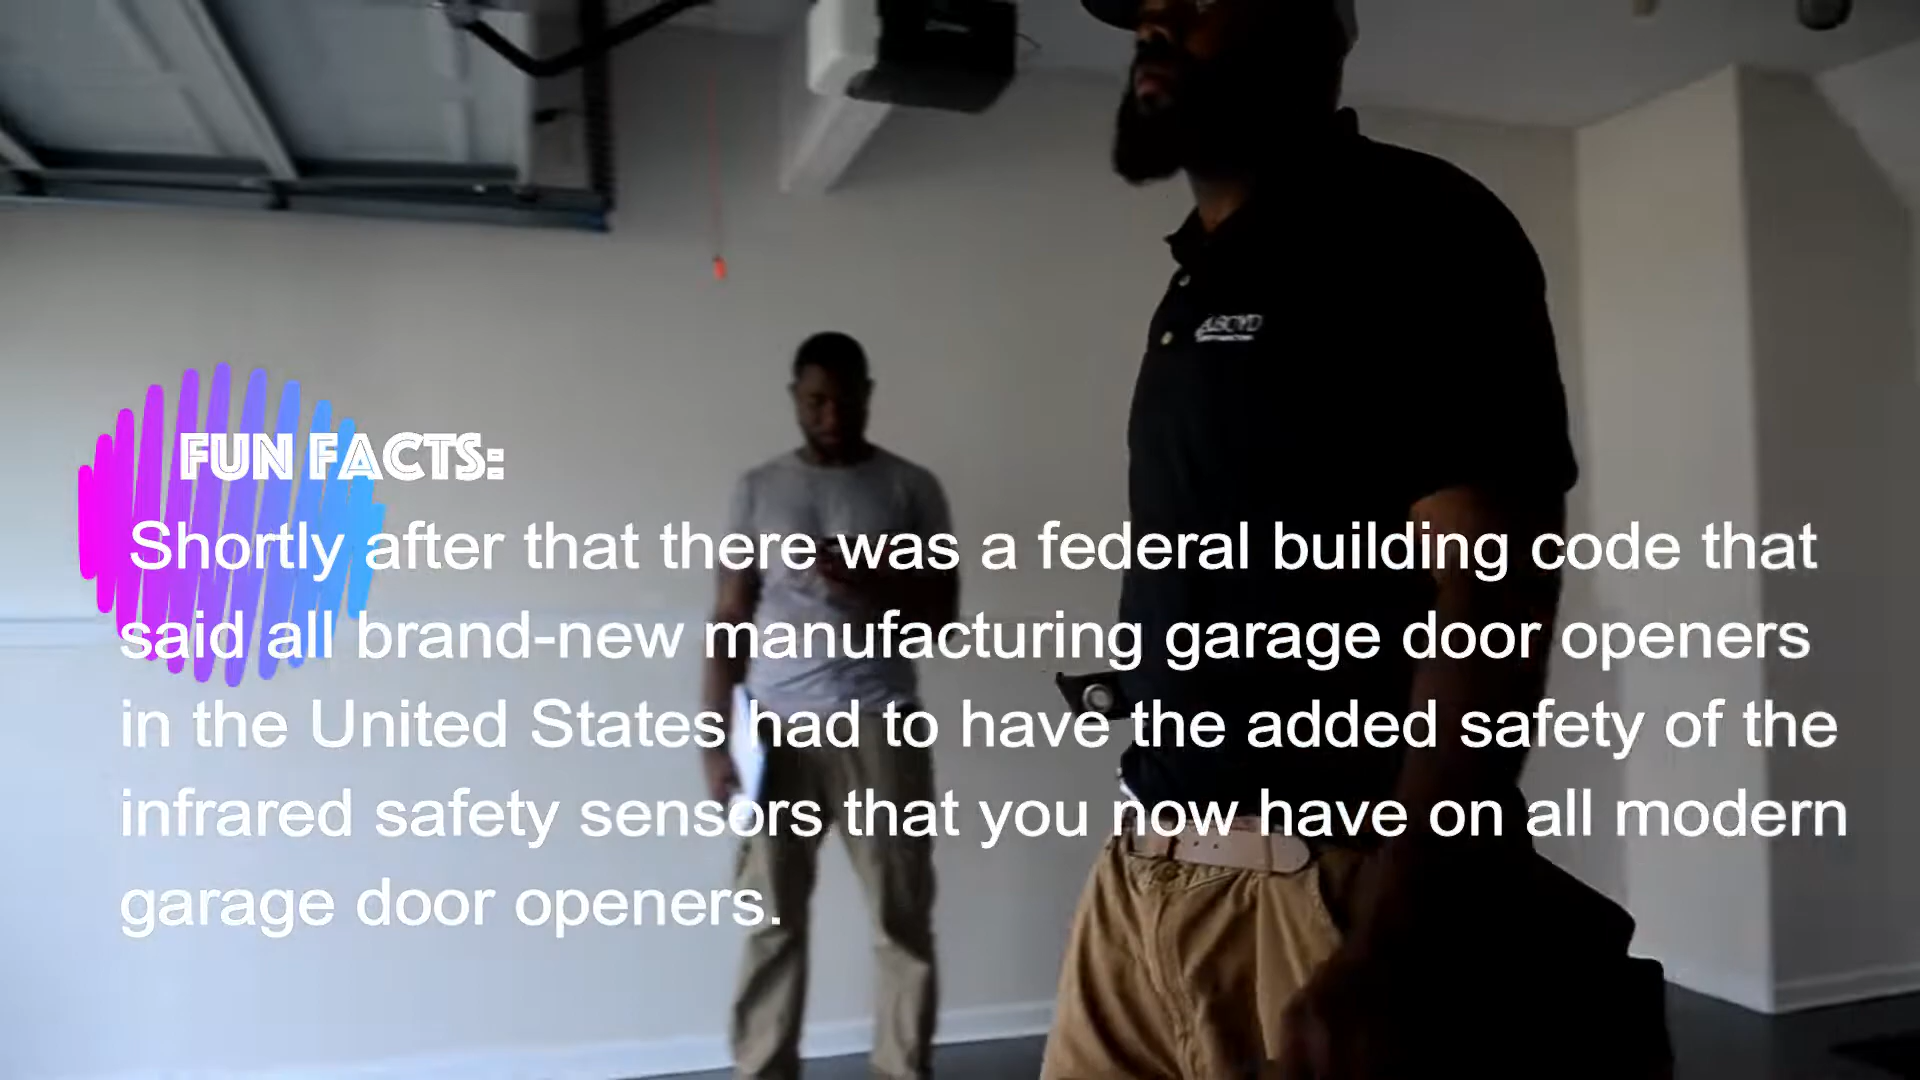 FUN FACTS:
Shortly after that there was a federal building code that
said all brand-new manufacturing garage door openers
in the United States had to have the added safety of the
infrared safety sensors that you now have on all modern
garage door openers.